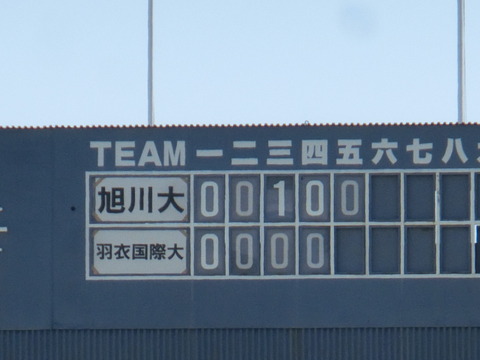 TEAM 一 二 三 四 五 六 七 八
旭川大 0 0 1 0 0
羽衣国際大 0 0 0 0